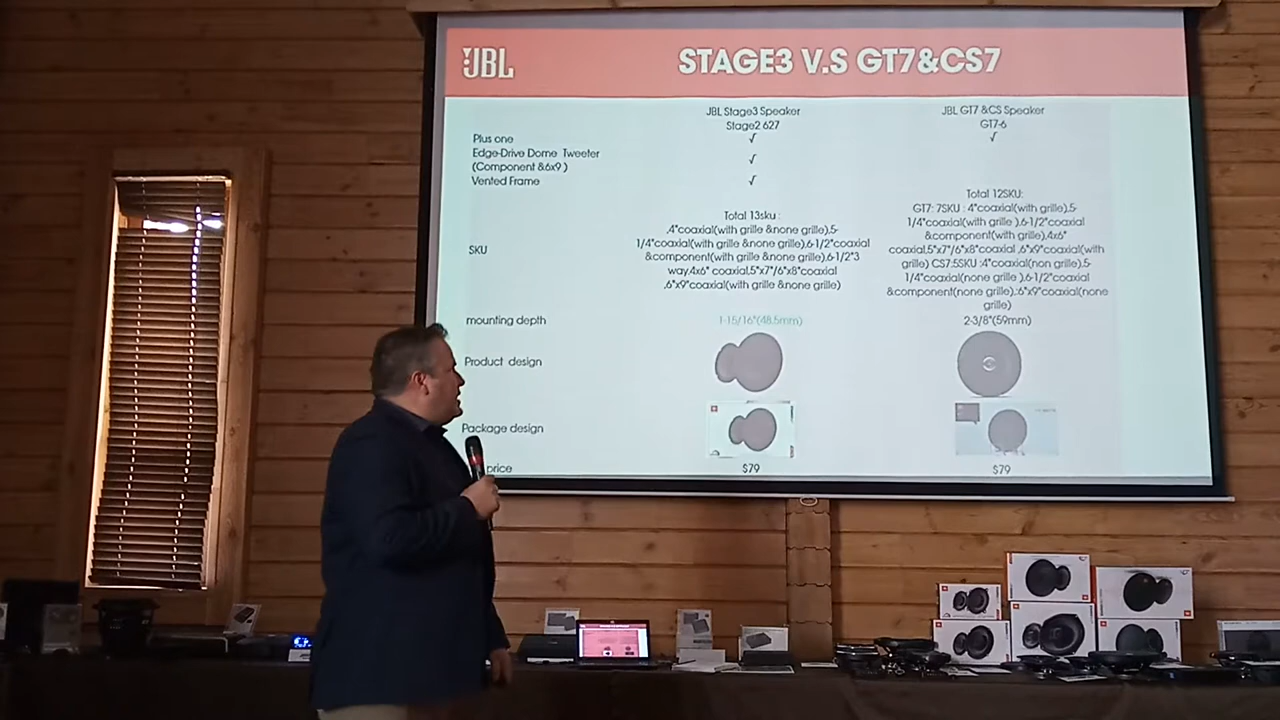 JBL
STAGE3 V.S GT7&CS7
JBL Stage3 Speaker
Stage2 627
JBL GT7 &CS Speaker
GT7-6
Plus one
√
√
Edge-Drive Dome Tweeter
(Component &6x9 )
√
Vented Frame
√
SKU
Total 13sku :
.4"coaxial(with grille &none grille).5-
1/4"coaxial(with grille &none grille).6-1/2"coaxial
&component(with grille &none grille).6-1/2"3
way.4x6" coaxial.5"x7"/6"x8"coaxial
.6"x9"coaxial(with grille &none grille)
Total 12SKU:
GT7: 7SKU : 4"coaxial(with grille).5-
1/4"coaxial(with grille ).6-1/2"coaxial
&component(with grille).4x6"
coaxial.5"x7"/6"x8"coaxial .6"x9"coaxial(with
grille) CS7:5SKU :4"coaxial(non grille).5-
1/4"coaxial(none grille ).6-1/2"coaxial
&component(none grille).:6"x9"coaxial(none
grille)
mounting depth
1-15/16"(48.5mm)
2-3/8"(59mm)
Product design
Package design
price
$79
$79